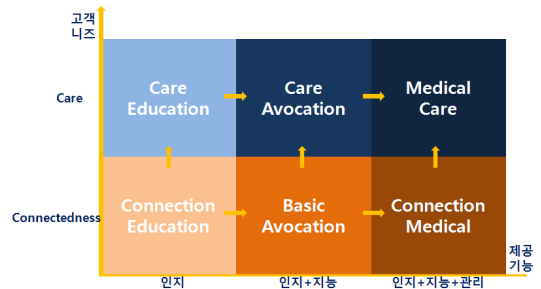 고객
니즈
Care
Care
Education
Care
Avocation
Medical
Care
Connectedness
Connection
Education
Basic
Avocation
Connection
Medical
제공
기능
인지
인지+지능
인지+지능+관리